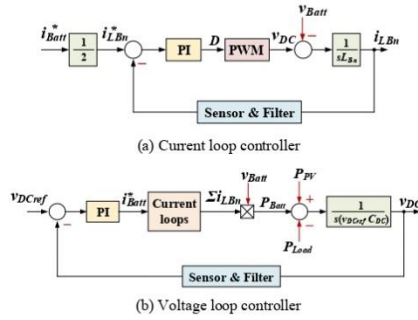 i*Batt
1/2
i*LBn
PI
D
PWM
vDC
vBatt
1/sLBn
iLBn
Sensor & Filter
(a) Current loop controller
vDCref
PI
i*Batt
Current loops
ΣiLBn
vBatt
PBatt
PPV
PLoad
1/s(vDCref CDC)
vDC
Sensor & Filter
(b) Voltage loop controller